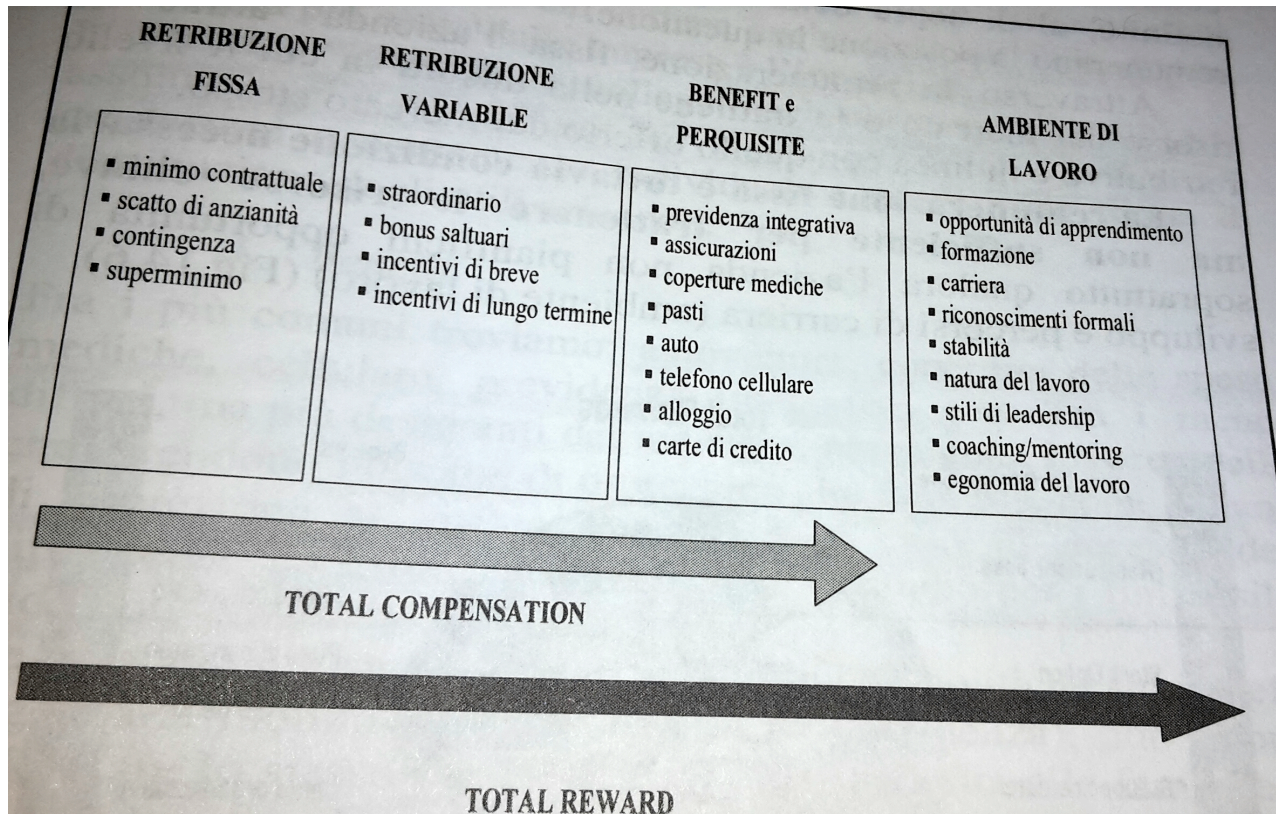 RETRIBUZIONE
FISSA
▪ minimo contrattuale
▪ scatto di anzianità
▪ contingenza
▪ superminimo
RETRIBUZIONE
VARIABILE
▪ straordinario
▪ bonus saltuari
▪ incentivi di breve
▪ incentivi di lungo termine
BENEFIT e
PERQUISITE
▪ previdenza integrativa
▪ assicurazioni
▪ coperture mediche
▪ pasti
▪ auto
▪ telefono cellulare
▪ alloggio
▪ carte di credito
AMBIENTE DI
LAVORO
▪ opportunità di apprendimento
▪ formazione
▪ carriera
▪ riconoscimenti formali
▪ stabilità
▪ natura del lavoro
▪ stili di leadership
▪ coaching/mentoring
▪ egonomia del lavoro
TOTAL COMPENSATION
TOTAL REWARD